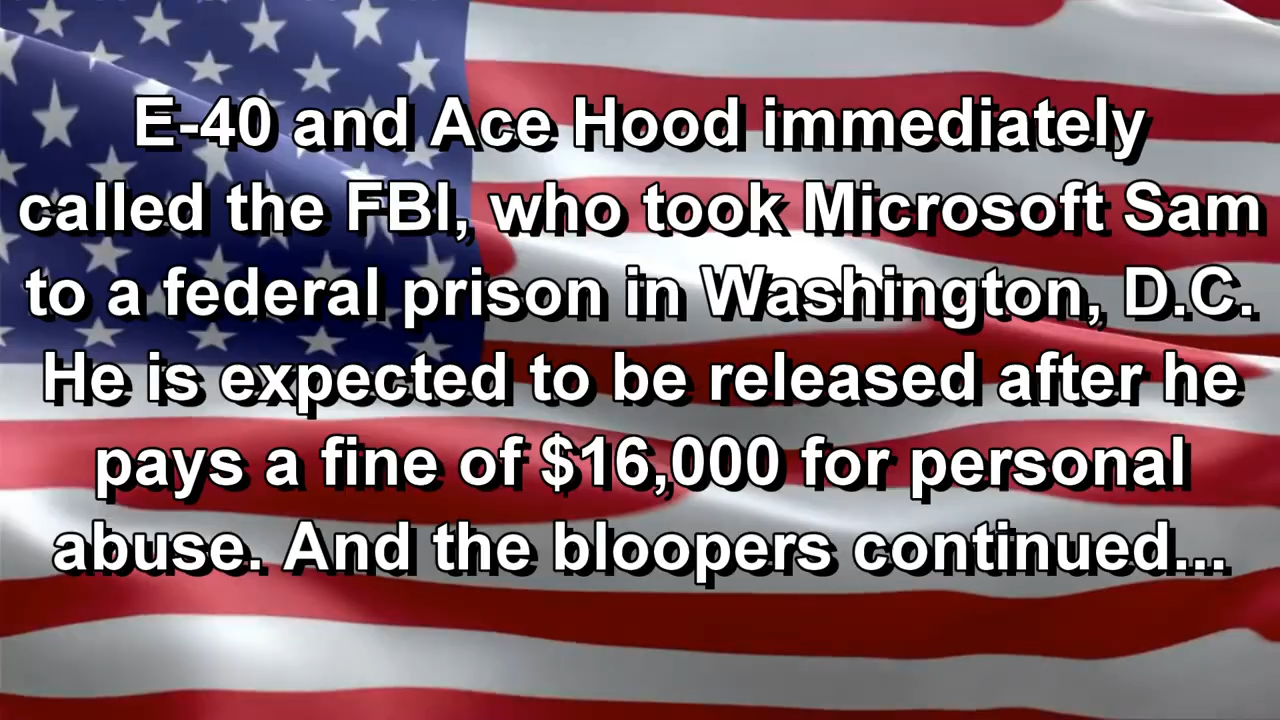 E-40 and Ace Hood immediately
called the FBI, who took Microsoft Sam
to a federal prison in Washington, D.C.
He is expected to be released after he
pays a fine of $16,000 for personal
abuse. And the bloopers continued...